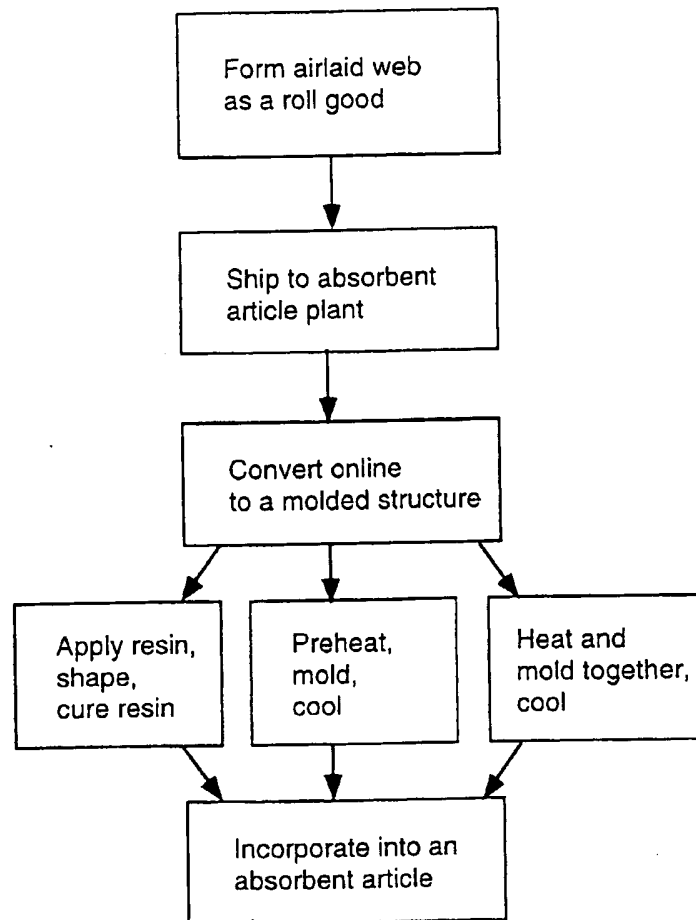 Form airlaid web
as a roll good
Ship to absorbent
article plant
Convert online
to a molded structure
Apply resin,
shape,
cure resin
Preheat,
mold,
cool
Heat and
mold together,
cool
Incorporate into an
absorbent article